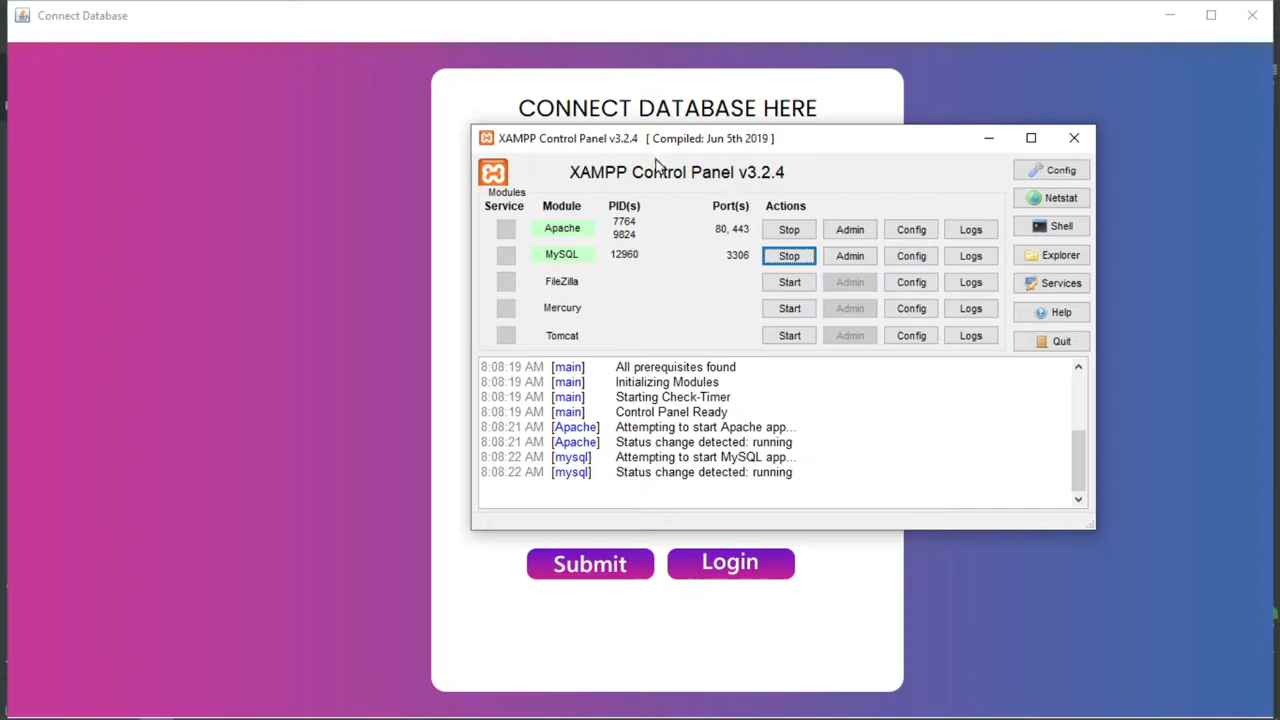 Connect Database
CONNECT DATABASE HERE
XAMPP Control Panel v3.2.4 [ Compiled: Jun 5th 2019 ]
XAMPP Control Panel v3.2.4
Config
Modules
Service Module PID(s) Port(s) Actions
Netstat
Apache 7764 9824 80, 443 Stop Admin Config Logs
Shell
MySQL 12960 3306 Stop Admin Config Logs
Explorer
FileZilla Start Admin Config Logs
Services
Mercury Start Admin Config Logs
Help
Tomcat Start Admin Config Logs
Quit
8:08:19 AM [main] All prerequisites found
8:08:19 AM [main] Initializing Modules
8:08:19 AM [main] Starting Check-Timer
8:08:19 AM [main] Control Panel Ready
8:08:21 AM [Apache] Attempting to start Apache app...
8:08:21 AM [Apache] Status change detected: running
8:08:22 AM [mysql] Attempting to start MySQL app...
8:08:22 AM [mysql] Status change detected: running
Submit Login